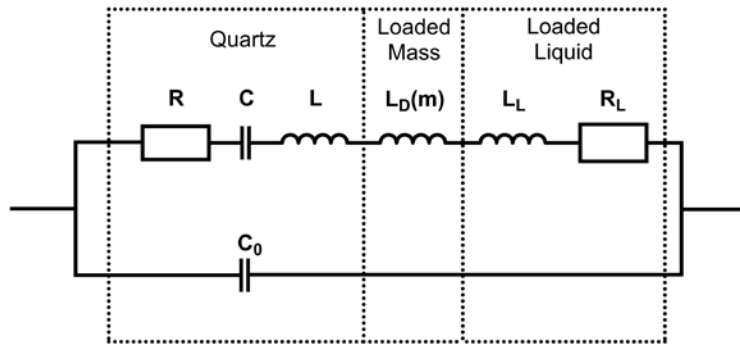 Quartz
Loaded
Mass
Loaded
Liquid
R
C
L
L_D(m)
L_L
R_L
C_0